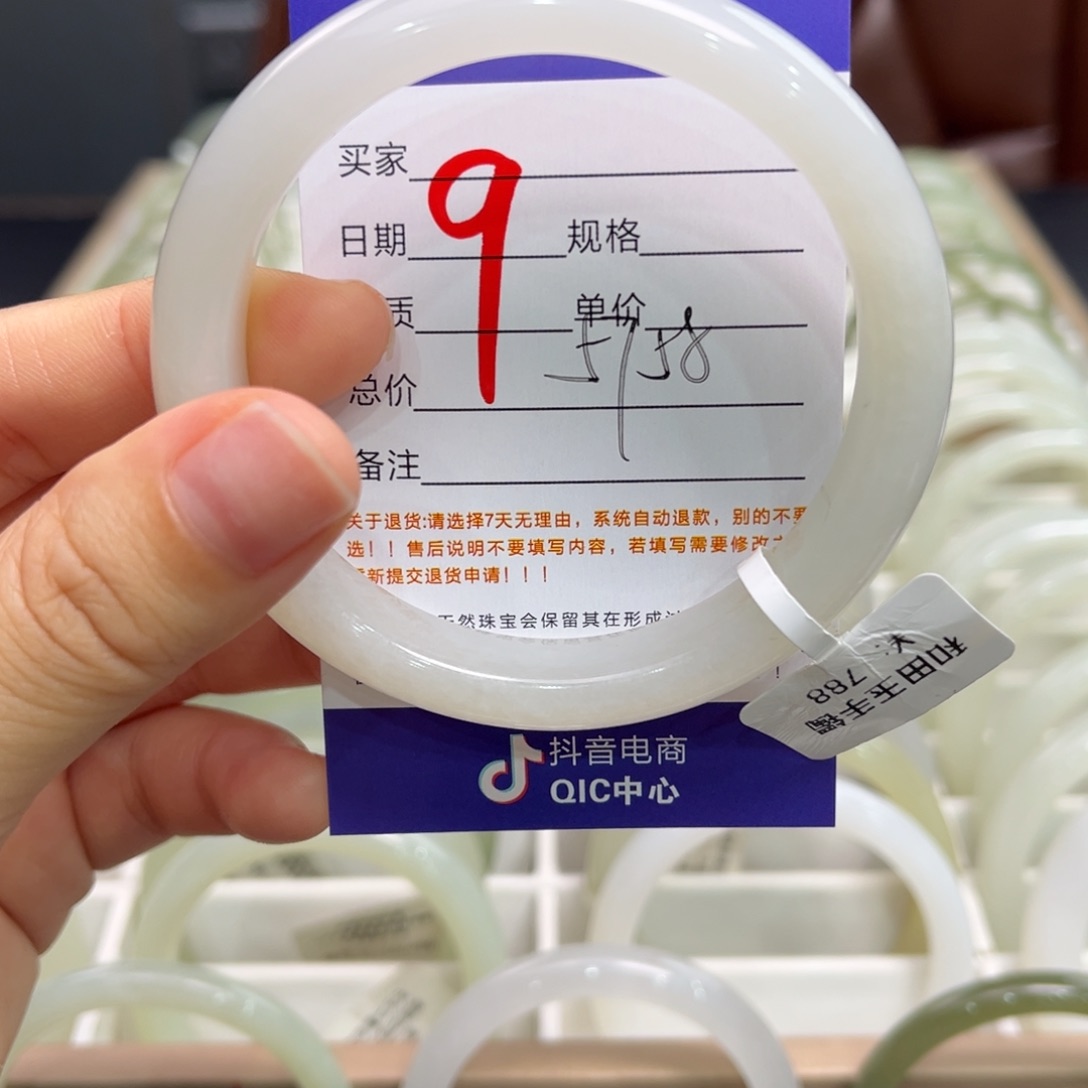 买家
9
日期 规格
质 单价
57.58
总价
备注
关于退货:请选择7天无理由，系统自动退款，别的不要
选！！售后说明不要填写内容，若填写需要修改
新提交退货申请！！！
然珠宝会保留其在形成
！
和田玉手镯
¥: 788
抖音电商
QIC中心